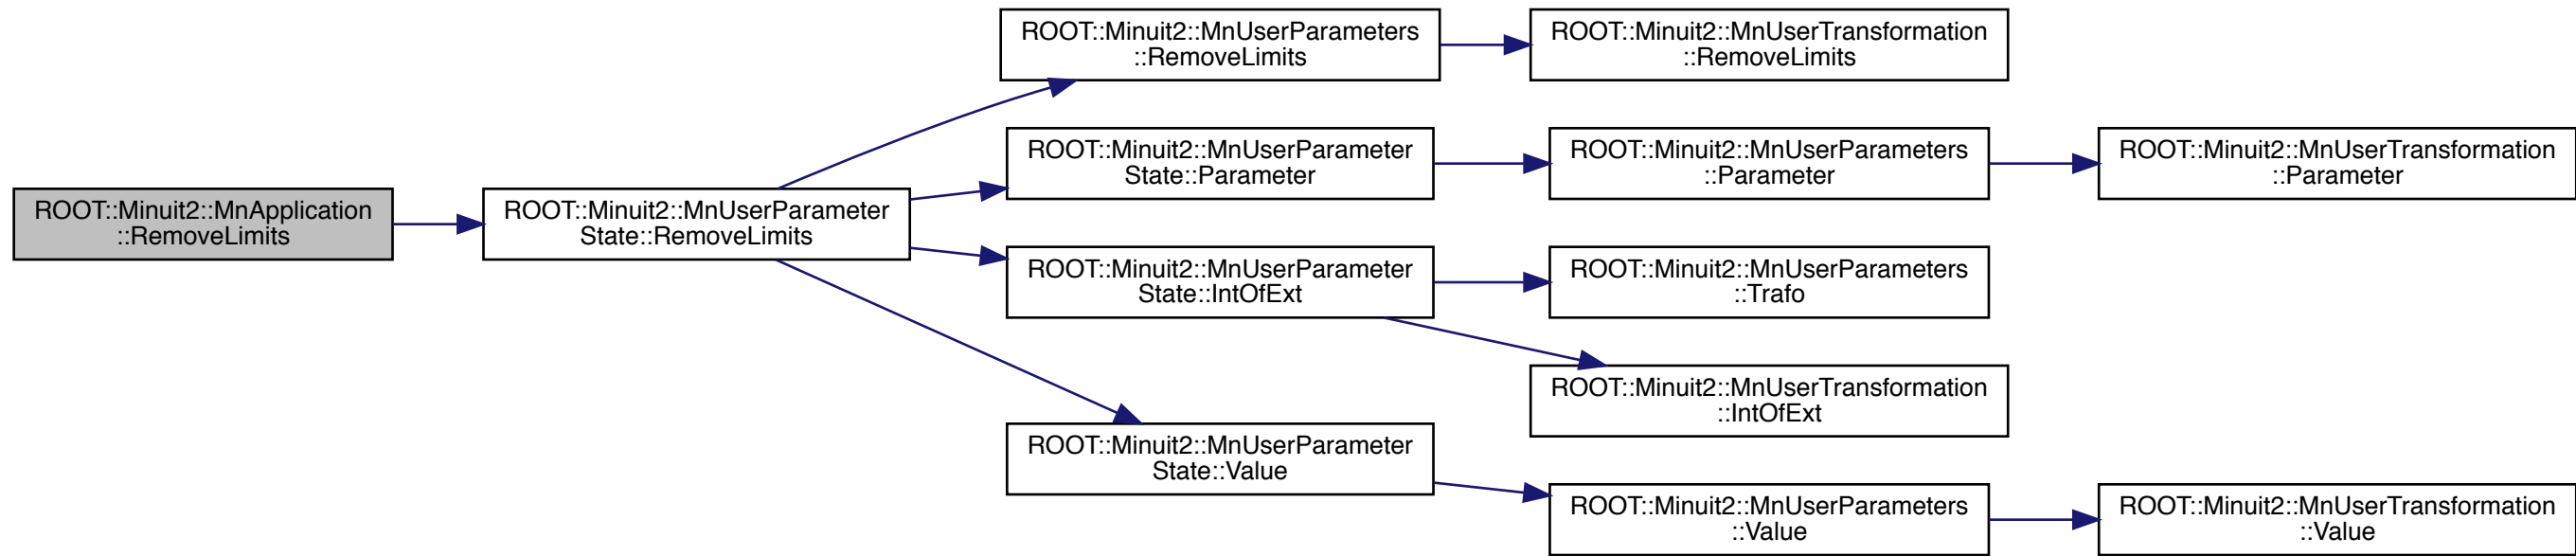 ROOT::Minuit2::MnApplication
::RemoveLimits
ROOT::Minuit2::MnUserParameter
State::RemoveLimits
ROOT::Minuit2::MnUserParameters
::RemoveLimits
ROOT::Minuit2::MnUserTransformation
::RemoveLimits
ROOT::Minuit2::MnUserParameter
State::Parameter
ROOT::Minuit2::MnUserParameters
::Parameter
ROOT::Minuit2::MnUserTransformation
::Parameter
ROOT::Minuit2::MnUserParameter
State::IntOfExt
ROOT::Minuit2::MnUserParameters
::Trafo
ROOT::Minuit2::MnUserTransformation
::IntOfExt
ROOT::Minuit2::MnUserParameter
State::Value
ROOT::Minuit2::MnUserParameters
::Value
ROOT::Minuit2::MnUserTransformation
::Value